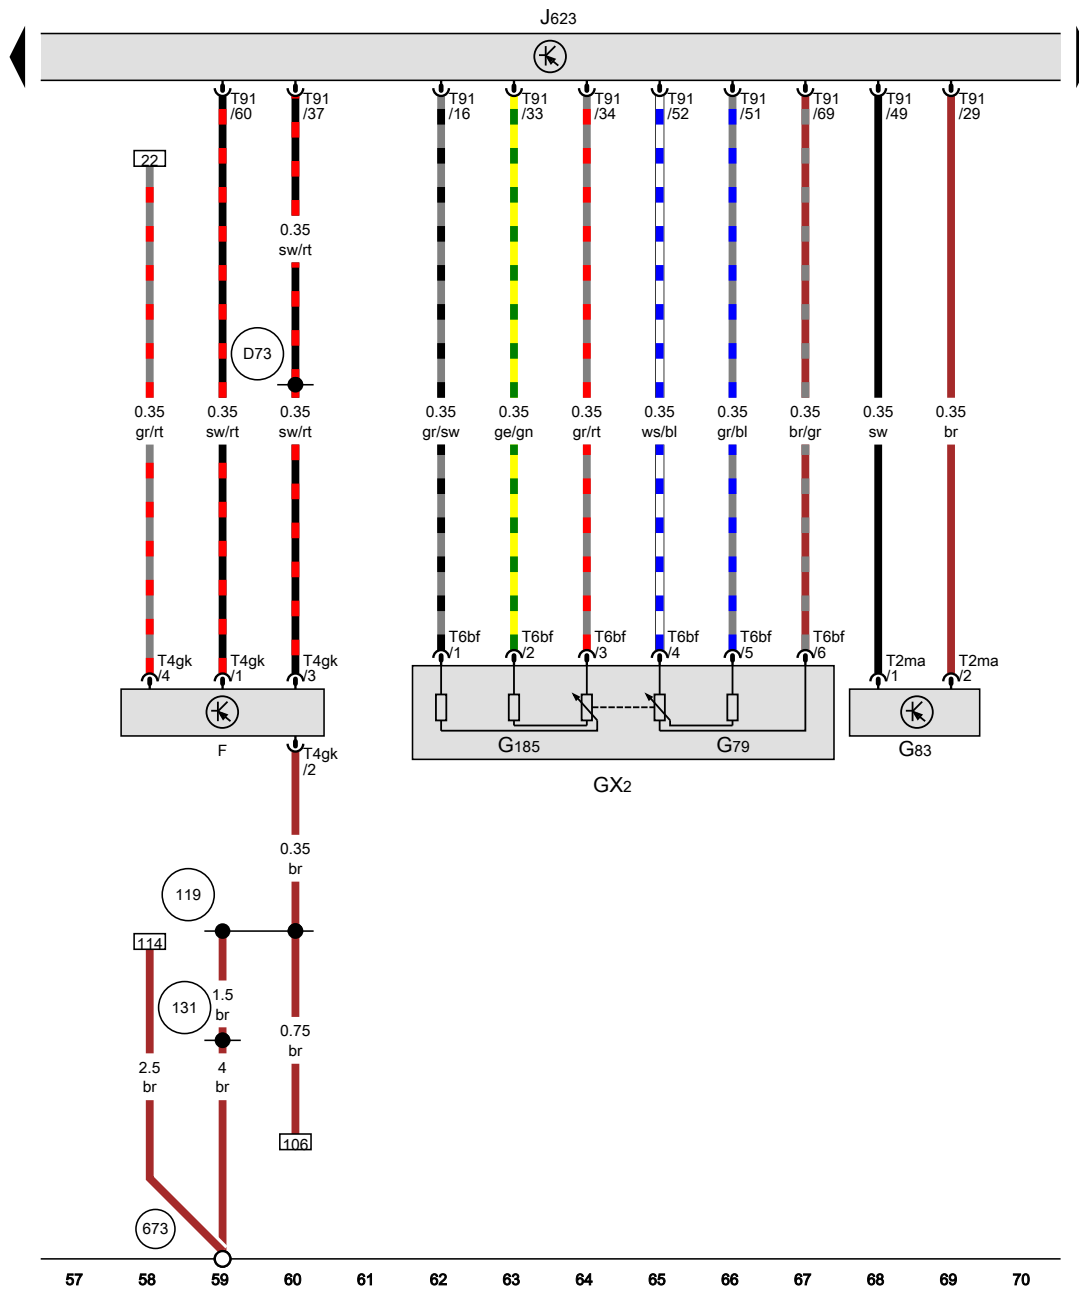 J623
T91 T91 T91 T91 T91 T91 T91 T91 T91 T91
/60 /37 /16 /33 /34 /52 /51 /69 /49 /29
22
0.35
sw/rt
D73
0.35 0.35 0.35 0.35 0.35 0.35 0.35 0.35 0.35 0.35 0.35
gr/rt sw/rt sw/rt gr/sw ge/gn gr/rt ws/bl gr/bl br/gr sw br
T6bf T6bf T6bf T6bf T6bf T6bf
/1 /2 /3 /4 /5 /6
T4gk T4gk T4gk T2ma T2ma
/4 /1 /3 /1 /2
F G185 G79 G83
T4gk
/2
GX2
0.35
br
119
114
131
1.5
br
0.75
br
2.5 4
br br
106
673
57 58 59 60 61 62 63 64 65 66 67 68 69 70